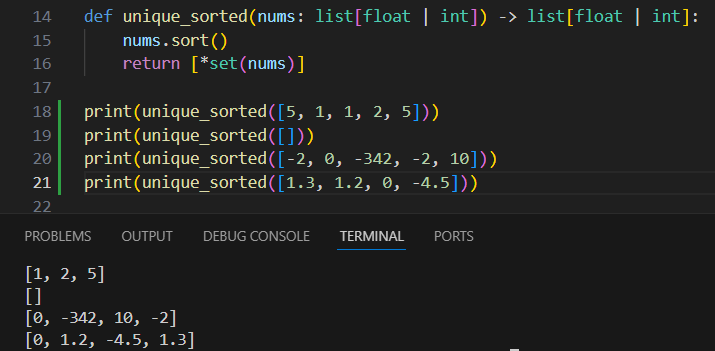 14 def unique_sorted(nums: list[float | int]) -> list[float | int]:
15 nums.sort()
16 return [*set(nums)]
17
18 print(unique_sorted([5, 1, 1, 2, 5]))
19 print(unique_sorted([]))
20 print(unique_sorted([-2, 0, -342, -2, 10]))
21 print(unique_sorted([1.3, 1.2, 0, -4.5]))
22
PROBLEMS OUTPUT DEBUG CONSOLE TERMINAL PORTS
[1, 2, 5]
[]
[0, -342, 10, -2]
[0, 1.2, -4.5, 1.3]